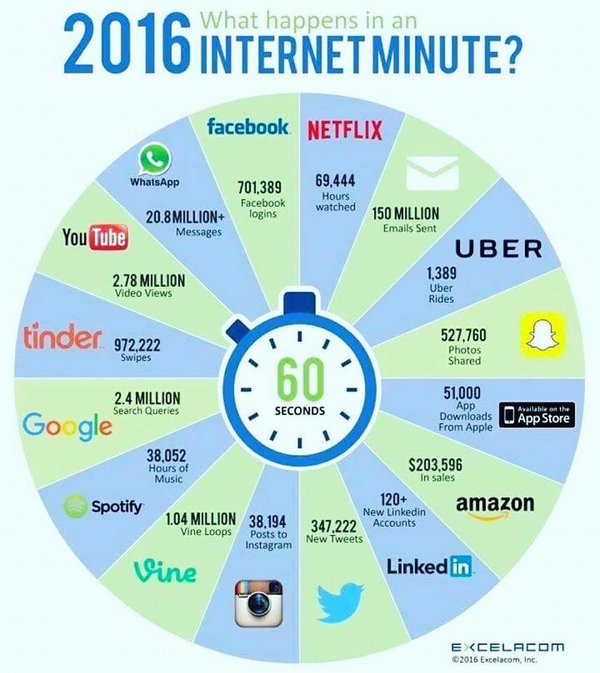 What happens in an
2016 INTERNET MINUTE?
facebook
701,389
Facebook
logins
NETFLIX
69,444
Hours
watched
150 MILLION
Emails Sent
UBER
1,389
Uber
Rides
527,760
Photos
Shared
51,000
App
Downloads
From Apple
Available on the
App Store
$203,596
In sales
amazon
120+
New Linkedin
Accounts
Linked in
347,222
New Tweets
38,194
Posts to
Instagram
1.04 MILLION
Vine Loops
Vine
38,052
Hours of
Music
Spotify
2.4 MILLION
Search Queries
Google
tinder
972,222
Swipes
YouTube
2.78 MILLION
Video Views
WhatsApp
20.8 MILLION+
Messages
60
SECONDS
EXCELACOM
©2016 Excelacom, Inc.